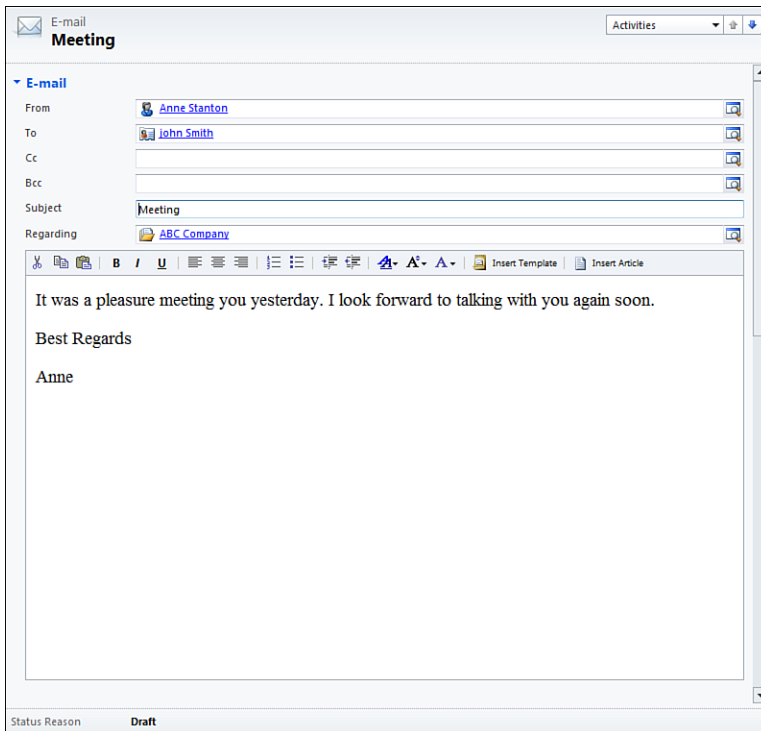 E-mail
Meeting
Activities
E-mail
From Anne Stanton
To john Smith
Cc
Bcc
Subject Meeting
Regarding ABC Company
B I U A A A Insert Template Insert Article
It was a pleasure meeting you yesterday. I look forward to talking with you again soon.
Best Regards
Anne
Status Reason Draft